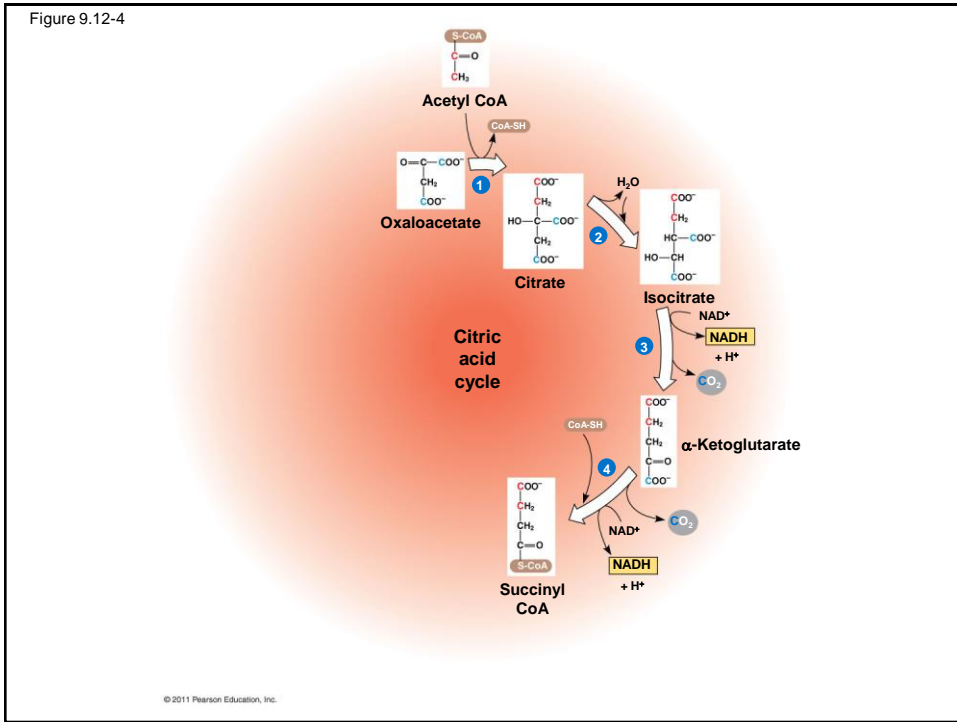 Figure 9.12-4
S-CoA
C=O
CH₃
Acetyl CoA
CoA-SH
O=C—COO⁻
CH₂
COO⁻
Oxaloacetate
1
COO⁻
CH₂
HO—C—COO⁻
CH₂
COO⁻
Citrate
H₂O
2
COO⁻
CH₂
HC—COO⁻
HO—CH
COO⁻
Isocitrate
NAD⁺
NADH
+ H⁺
3
CO₂
Citric
acid
cycle
COO⁻
CH₂
CH₂
C=O
COO⁻
α-Ketoglutarate
CoA-SH
4
CO₂
NAD⁺
NADH
+ H⁺
COO⁻
CH₂
CH₂
C=O
S-CoA
Succinyl
CoA
© 2011 Pearson Education, Inc.